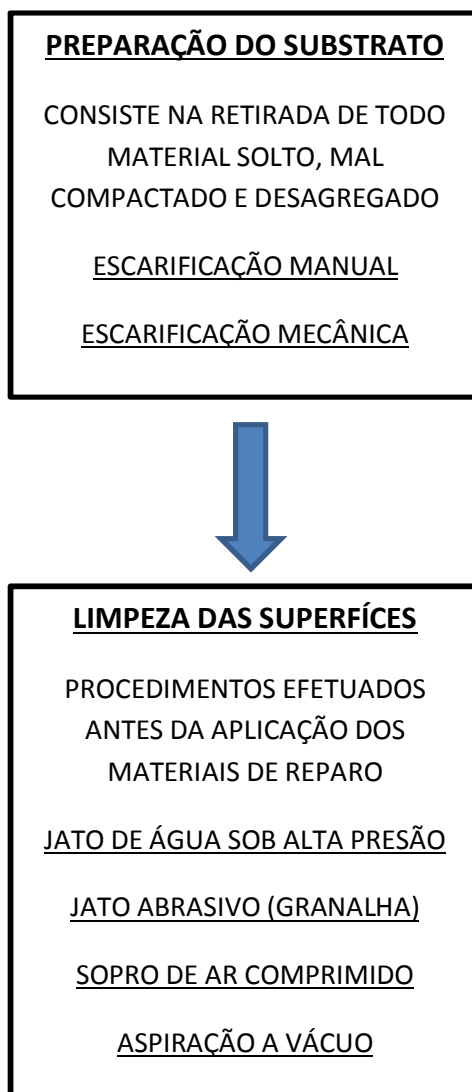 PREPARAÇÃO DO SUBSTRATO
CONSISTE NA RETIRADA DE TODO
MATERIAL SOLTO, MAL
COMPACTADO E DESAGREGADO
ESCARIFICAÇÃO MANUAL
ESCARIFICAÇÃO MECÂNICA
LIMPEZA DAS SUPERFÍCES
PROCEDIMENTOS EFETUADOS
ANTES DA APLICAÇÃO DOS
MATERIAIS DE REPARO
JATO DE ÁGUA SOB ALTA PRESÃO
JATO ABRASIVO (GRANALHA)
SOPRO DE AR COMPRIMIDO
ASPIRAÇÃO A VÁCUO